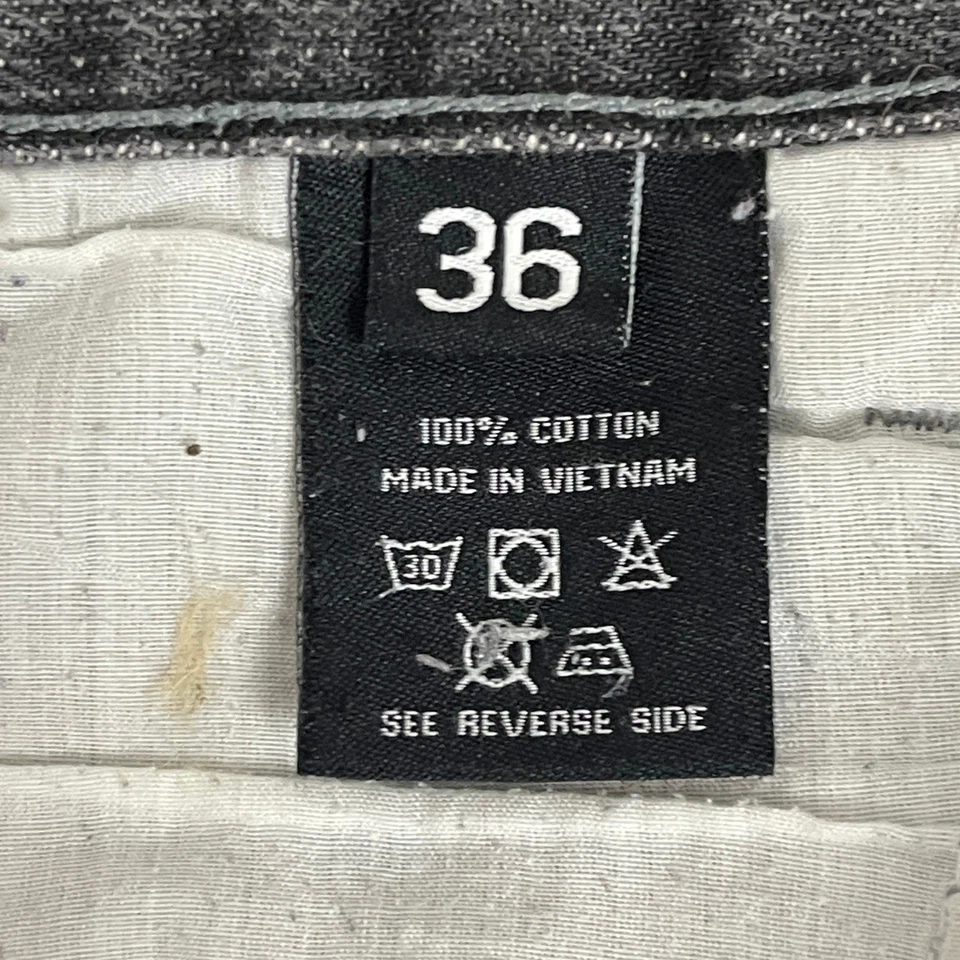 36
100% COTTON
MADE IN VIETNAM
30
SEE REVERSE SIDE